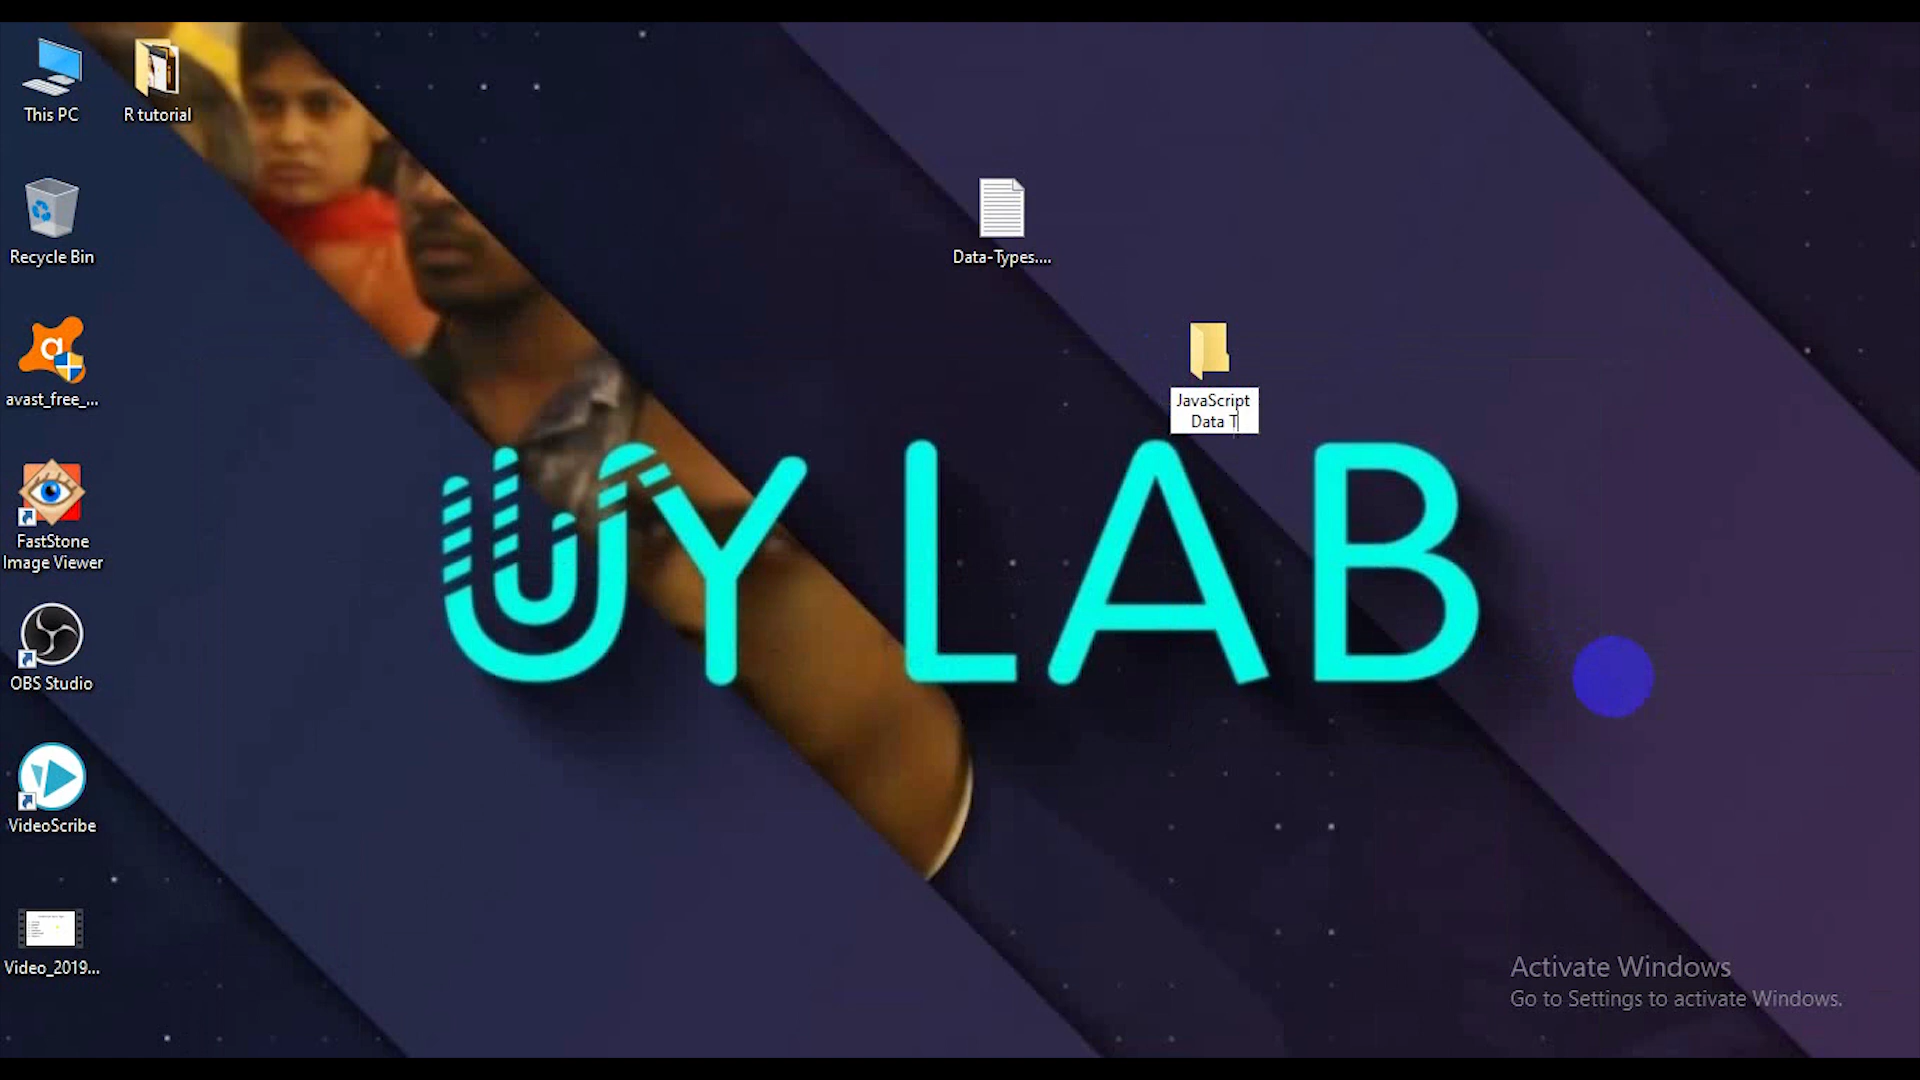 This PC
R tutorial
Recycle Bin
Data-Types....
avast_free_...
JavaScript
Data T
FastStone
Image Viewer
UY LAB
OBS Studio
VideoScribe
Video_2019...
Activate Windows
Go to Settings to activate Windows.